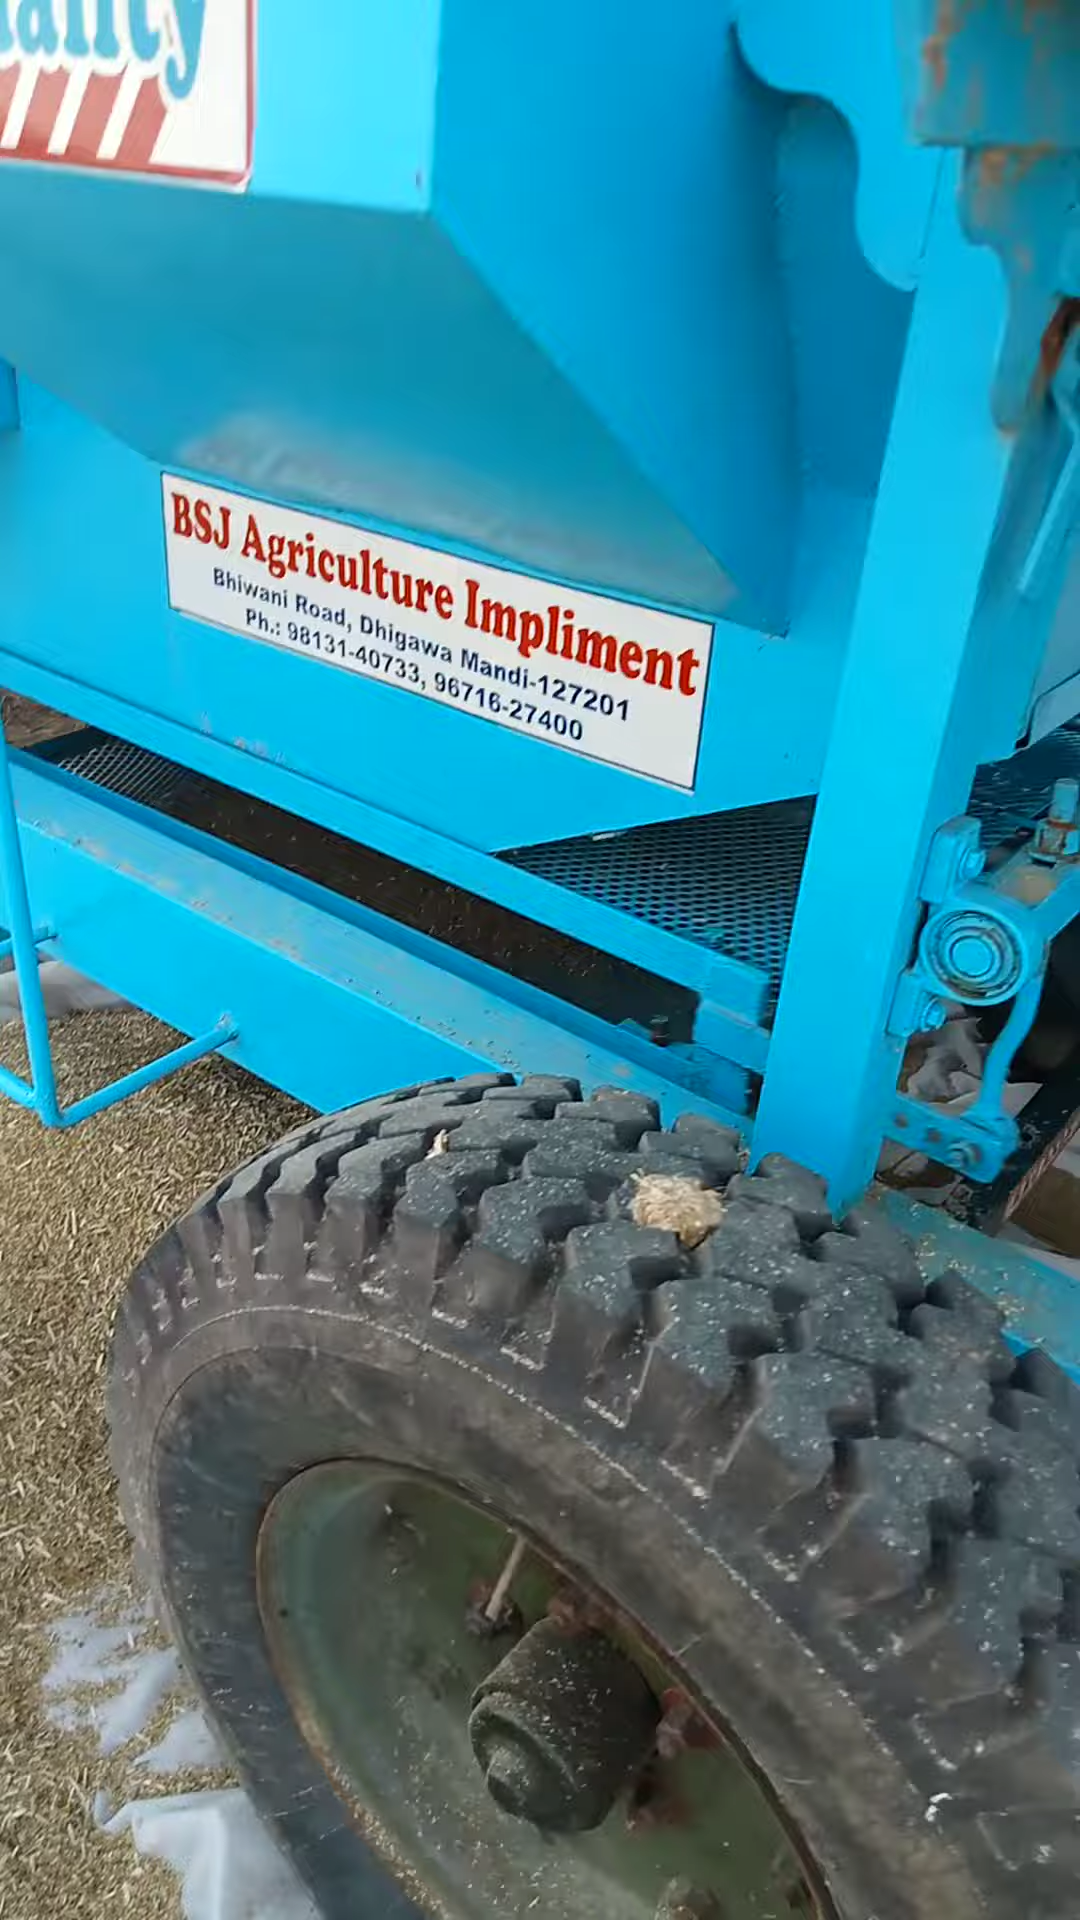 BSJ Agriculture Impliment
Bhiwani Road, Dhigawa Mandi-127201
Ph.: 98131-40733, 96716-27400